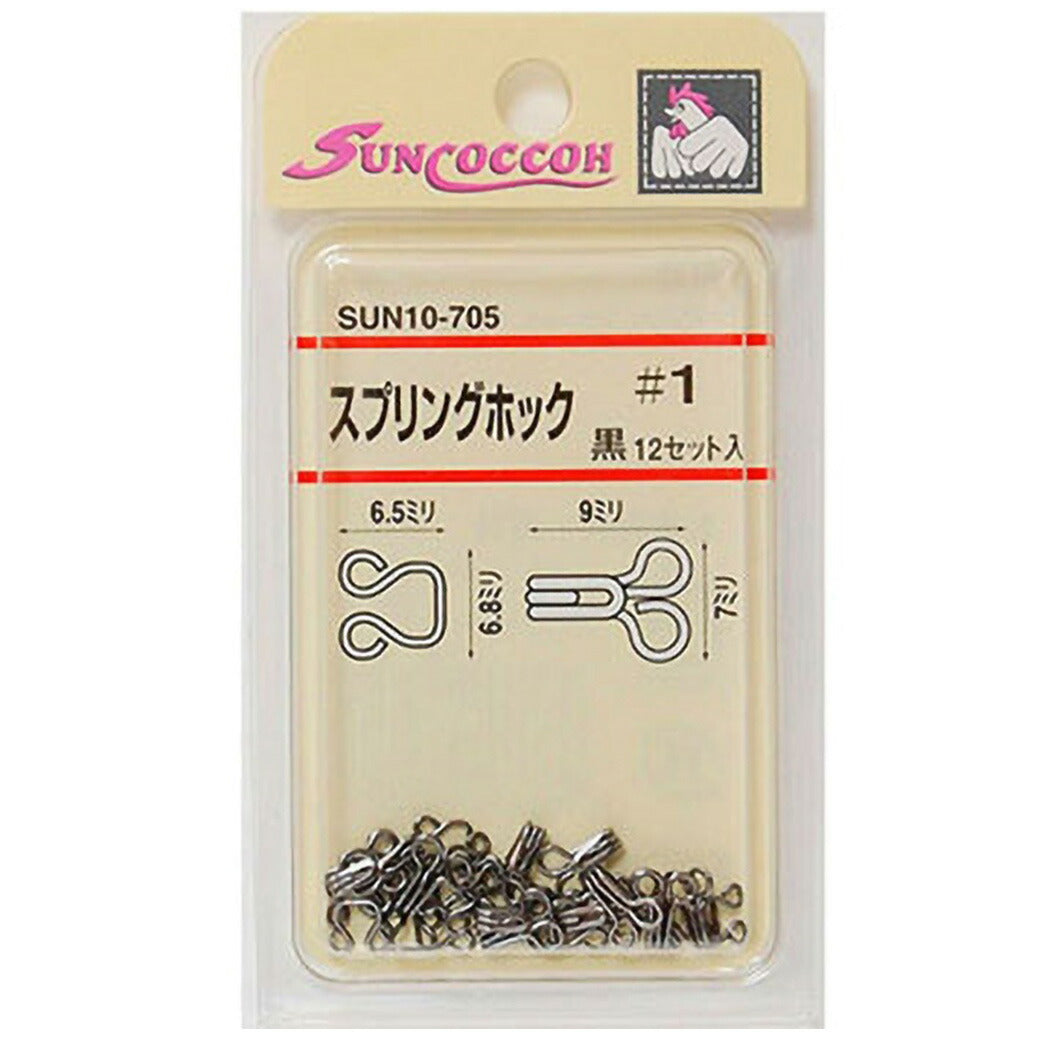 SUNCOCCOH
SUN10-705
スプリングホック #1
黒 12セット入
6.5ミリ
6.8ミリ
9ミリ
7ミリ